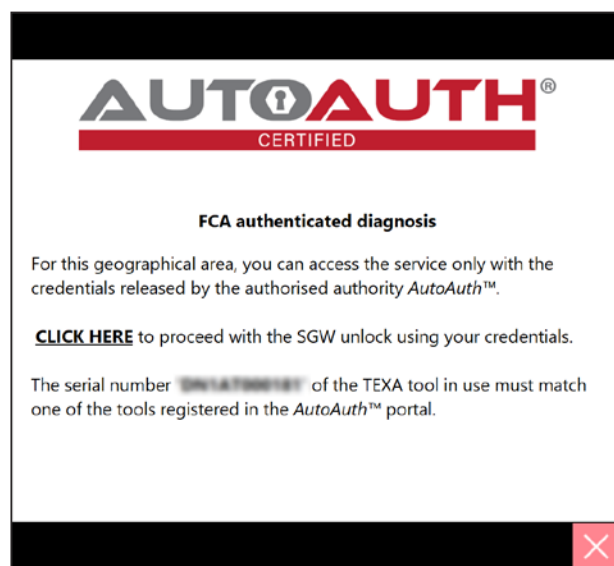 AUTOAUTH®
CERTIFIED
FCA authenticated diagnosis
For this geographical area, you can access the service only with the
credentials released by the authorised authority AutoAuth™.
CLICK HERE to proceed with the SGW unlock using your credentials.
The serial number of the TEXA tool in use must match
one of the tools registered in the AutoAuth™ portal.